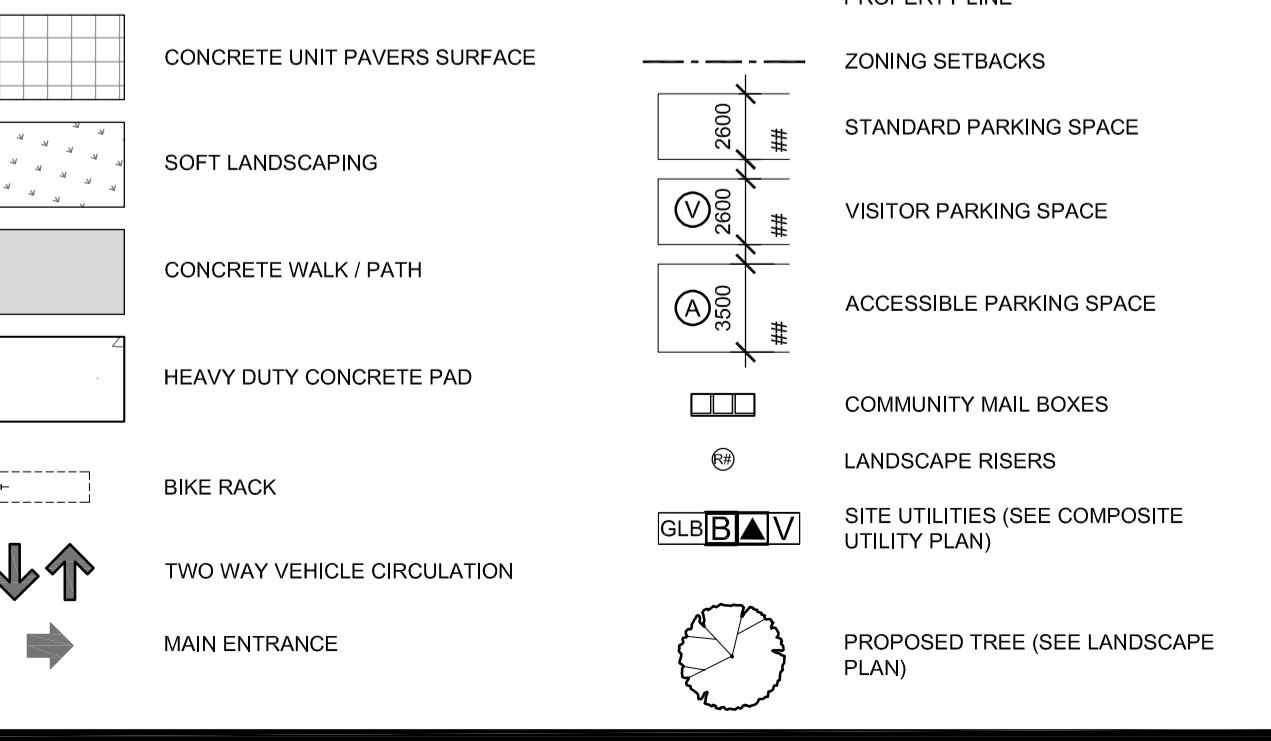 CONCRETE UNIT PAVERS SURFACE
SOFT LANDSCAPING
CONCRETE WALK / PATH
HEAVY DUTY CONCRETE PAD
BIKE RACK
TWO WAY VEHICLE CIRCULATION
MAIN ENTRANCE
PROPERTY LINE
ZONING SETBACKS
2600
##
STANDARD PARKING SPACE
V
2600
##
VISITOR PARKING SPACE
A
3500
##
ACCESSIBLE PARKING SPACE
COMMUNITY MAIL BOXES
R#
LANDSCAPE RISERS
GLB B V
SITE UTILITIES (SEE COMPOSITE
UTILITY PLAN)
PROPOSED TREE (SEE LANDSCAPE
PLAN)